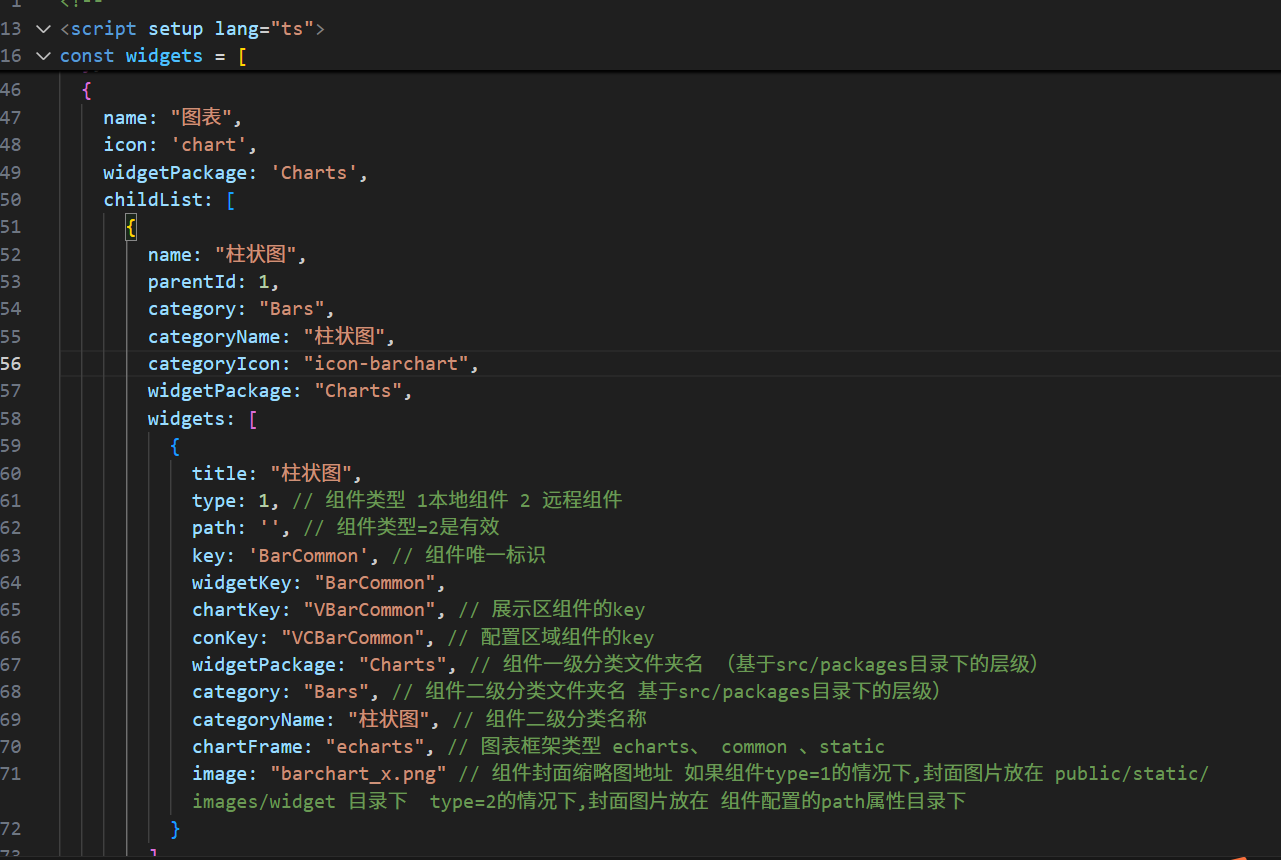 1 <!--
13 <script setup lang="ts">
16 const widgets = [
46 {
47 name: "图表",
48 icon: 'chart',
49 widgetPackage: 'Charts',
50 childList: [
51 {
52 name: "柱状图",
53 parentId: 1,
54 category: "Bars",
55 categoryName: "柱状图",
56 categoryIcon: "icon-barchart",
57 widgetPackage: "Charts",
58 widgets: [
59 {
60 title: "柱状图",
61 type: 1, // 组件类型 1本地组件 2 远程组件
62 path: '', // 组件类型=2是有效
63 key: 'BarCommon', // 组件唯一标识
64 widgetKey: "BarCommon",
65 chartKey: "VBarCommon", // 展示区组件的key
66 conKey: "VCBarCommon", // 配置区域组件的key
67 widgetPackage: "Charts", // 组件一级分类文件夹名 （基于src/packages目录下的层级）
68 category: "Bars", // 组件二级分类文件夹名 基于src/packages目录下的层级）
69 categoryName: "柱状图", // 组件二级分类名称
70 chartFrame: "echarts", // 图表框架类型 echarts、 common 、static
71 image: "barchart_x.png" // 组件封面缩略图地址 如果组件type=1的情况下,封面图片放在 public/static/
images/widget 目录下  type=2的情况下,封面图片放在 组件配置的path属性目录下
72 }
73 ]